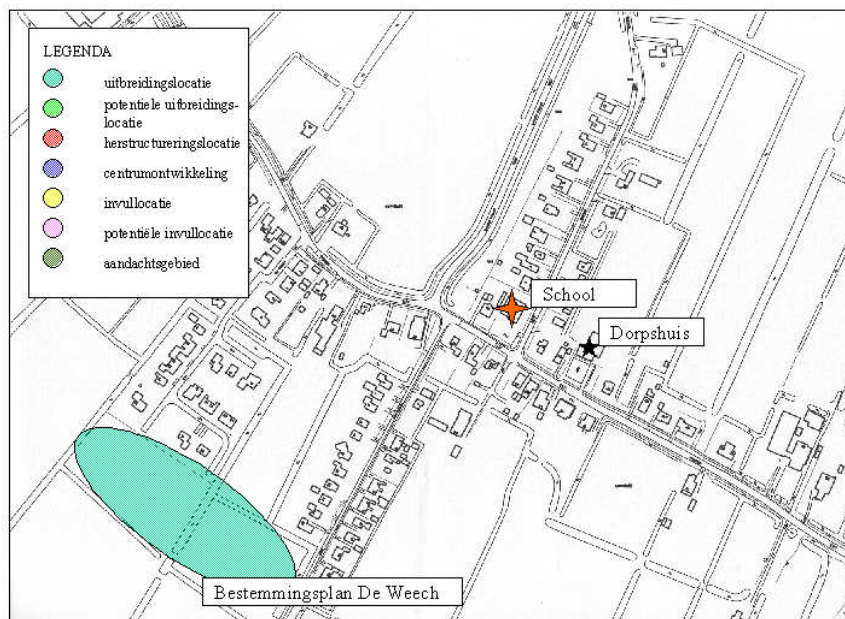 LEGENDA
uitbreidingslocatie
potentiele uitbreidings-
locatie
herstructureringslocatie
centrumontwikkeling
invullocatie
potentiële invullocatie
aandachtsgebied
School
Dorpshuis
Bestemmingsplan De Weech